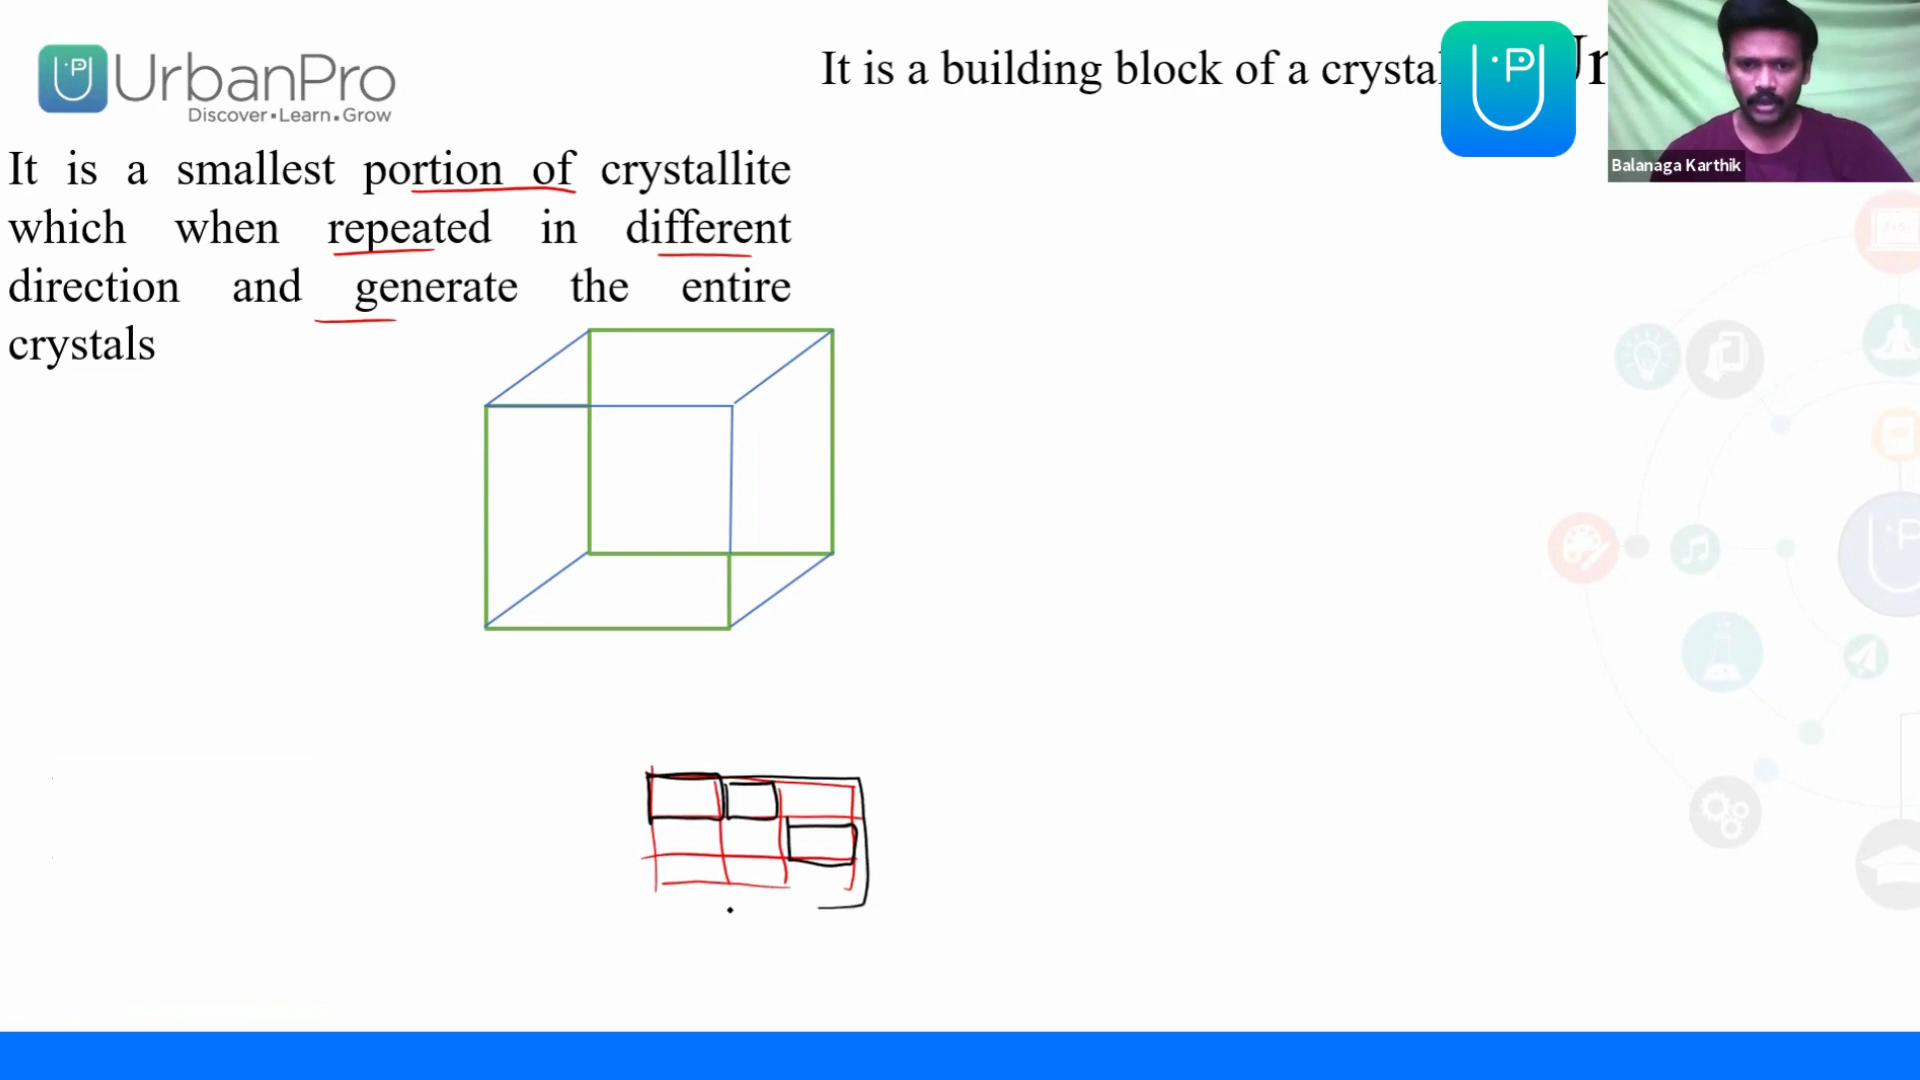 UrbanPro
Discover▪Learn▪Grow
It is a building block of a crystal
It is a smallest portion of crystallite
which when repeated in different
direction and generate the entire
crystals
Balanaga Karthik